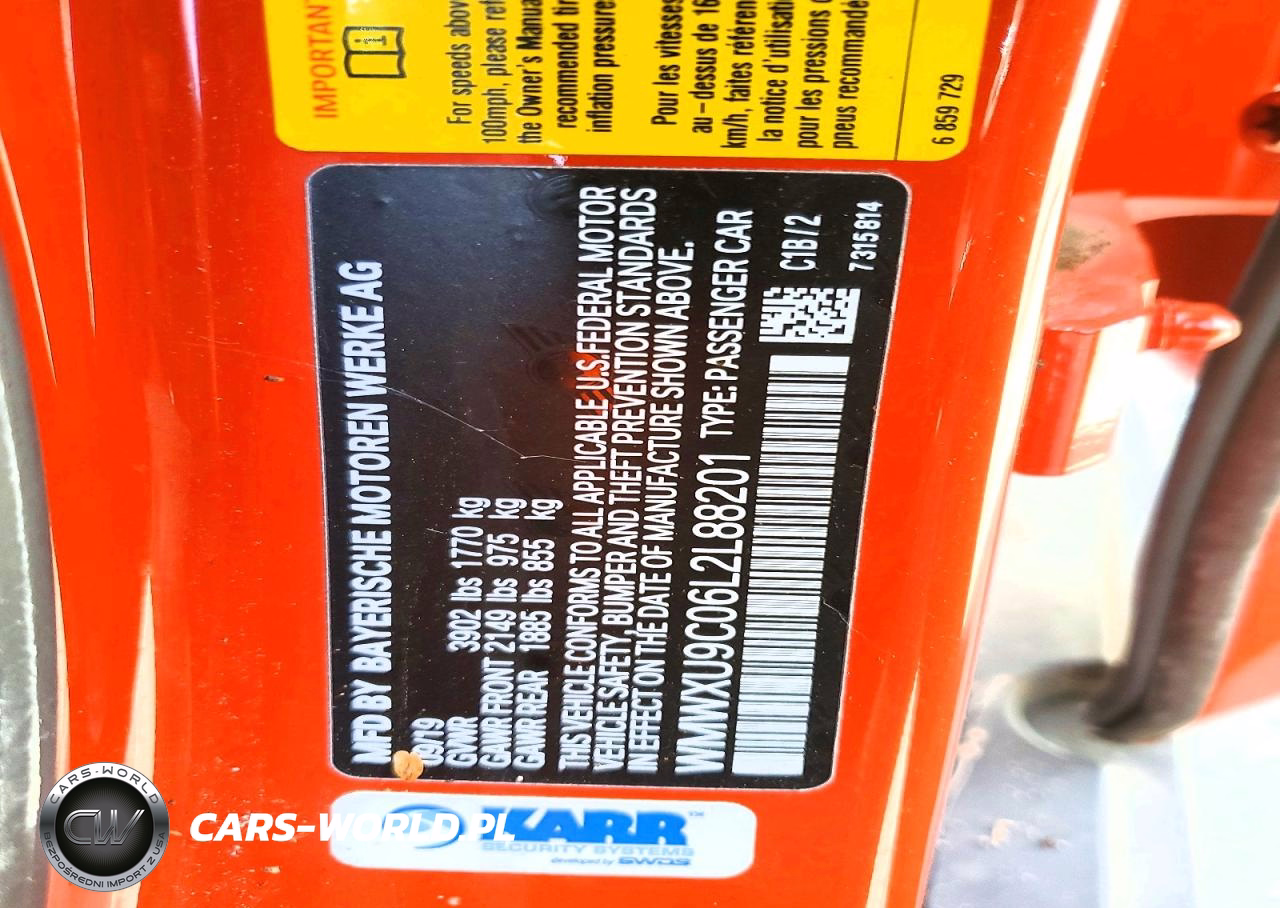 IMPORTANT
For speeds above
100mph, please ref
the Owner's Manua
recommended tir
inflation pressure
Pour les vitesses
au-dessus de 16
km/h, faites référen
la notice d'utilisati
pour les pressions d
pneus recommandé
6 859 729
MFD BY BAYERISCHE MOTOREN WERKE AG
09/19
GVWR 3902 lbs 1770 kg
GAWR FRONT 2149 lbs 975 kg
GAWR REAR 1885 lbs 855 kg
THIS VEHICLE CONFORMS TO ALL APPLICABLE U.S.FEDERAL MOTOR
VEHICLE SAFETY, BUMPER AND THEFT PREVENTION STANDARDS
IN EFFECT ON THE DATE OF MANUFACTURE SHOWN ABOVE.
WMWXU9C06L2L88201 TYPE: PASSENGER CAR
C1B/2
7315814
KARR™
SECURITY SYSTEMS
developed by SWDS
CARS-WORLD
CW
BEZPOŚREDNI IMPORT Z USA
CARS-WORLD.PL